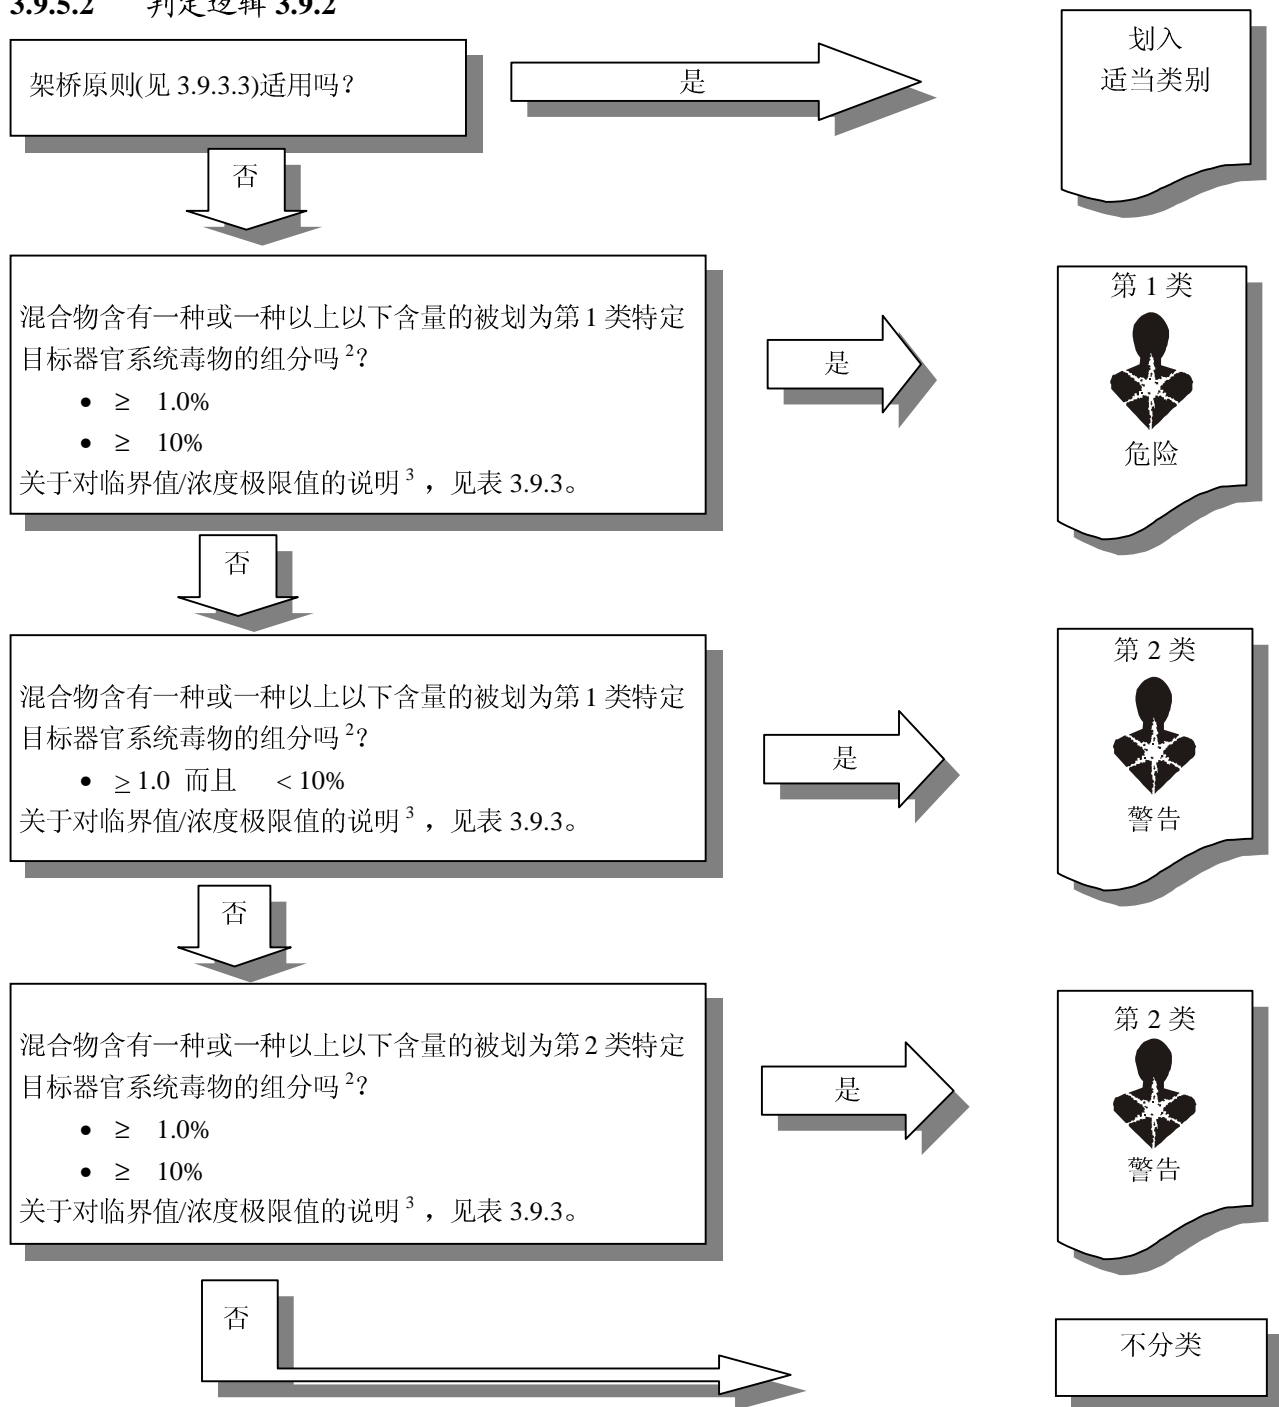 3.9.5.2 判定逻辑 3.9.2
架桥原则(见 3.9.3.3)适用吗?
是
划入
适当类别
否
混合物含有一种或一种以上以下含量的被划为第 1 类特定
目标器官系统毒物的组分吗 2?
• ≥ 1.0%
• ≥ 10%
关于对临界值/浓度极限值的说明 3 ，见表 3.9.3。
是
第 1 类
危险
否
混合物含有一种或一种以上以下含量的被划为第 1 类特定
目标器官系统毒物的组分吗 2?
• ≥ 1.0 而且 < 10%
关于对临界值/浓度极限值的说明 3 ，见表 3.9.3。
是
第 2 类
警告
否
混合物含有一种或一种以上以下含量的被划为第 2 类特定
目标器官系统毒物的组分吗 2?
• ≥ 1.0%
• ≥ 10%
关于对临界值/浓度极限值的说明 3 ，见表 3.9.3。
是
第 2 类
警告
否
不分类